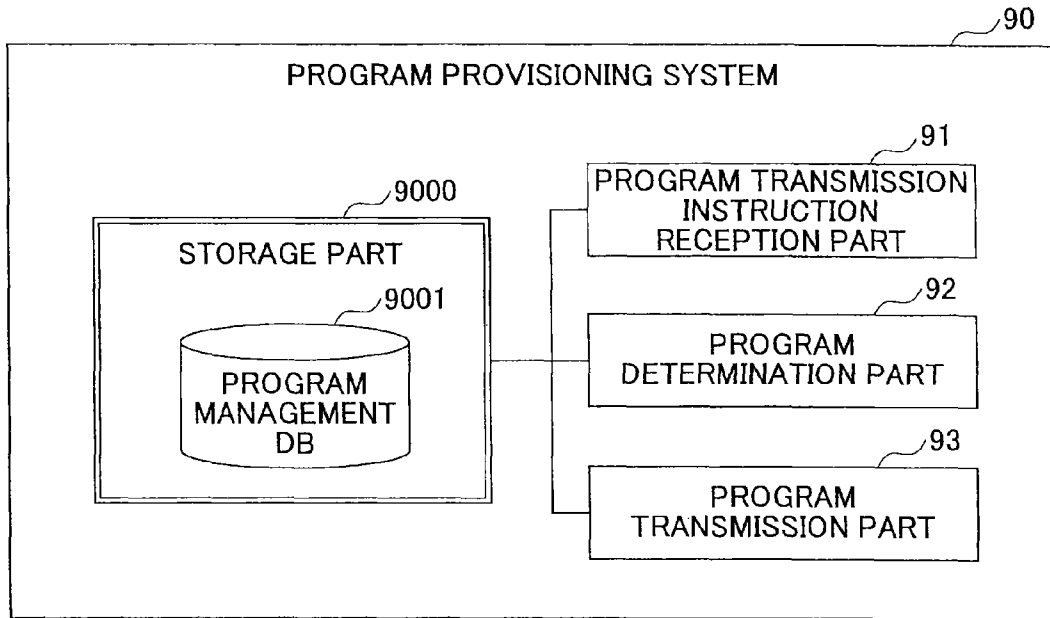 90
PROGRAM PROVISIONING SYSTEM
9000
STORAGE PART
9001
PROGRAM
MANAGEMENT
DB
91
PROGRAM TRANSMISSION
INSTRUCTION
RECEPTION PART
92
PROGRAM
DETERMINATION PART
93
PROGRAM
TRANSMISSION PART